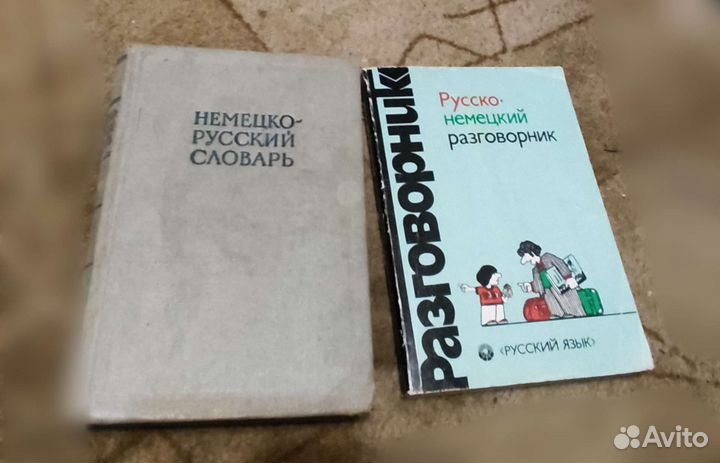 НЕМЕЦКО-
РУССКИЙ
СЛОВАРЬ
Разговорник
Русско-
немецкий
разговорник
«РУССКИЙ ЯЗЫК»
Avito